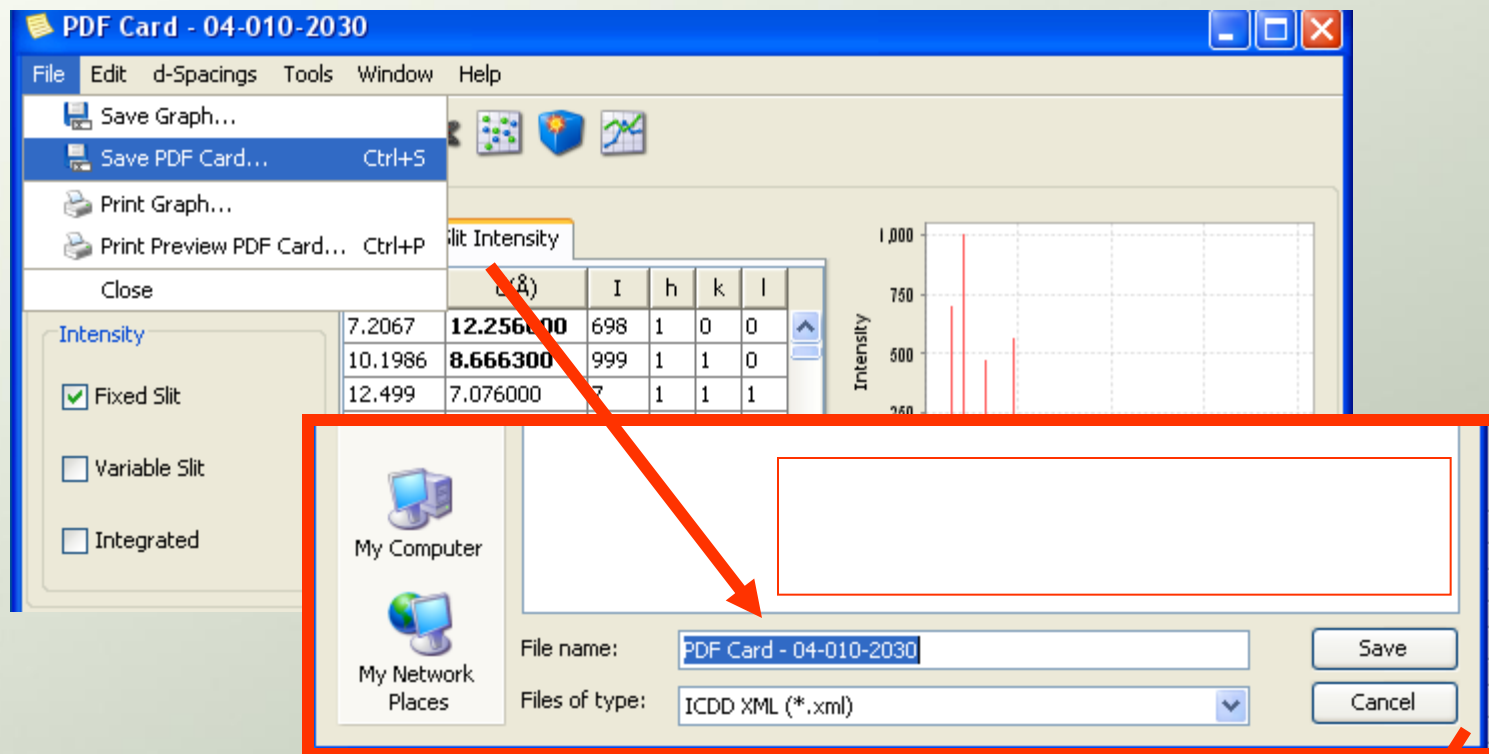 PDF Card - 04-010-2030
File Edit d-Spacings Tools Window Help
Save Graph...
Save PDF Card... Ctrl+S
Print Graph...
Print Preview PDF Card... Ctrl+P
Close
Intensity
Fixed Slit
Variable Slit
Integrated
Intensity
(Å) I h k l
7.2067 12.256000 698 1 0 0
10.1986 8.666300 999 1 1 0
12.499 7.076000 7 1 1 1
1,000
750
500
250
Intensity
My Computer
My Network
Places
File name: PDF Card - 04-010-2030
Files of type: ICDD XML (*.xml)
Save
Cancel